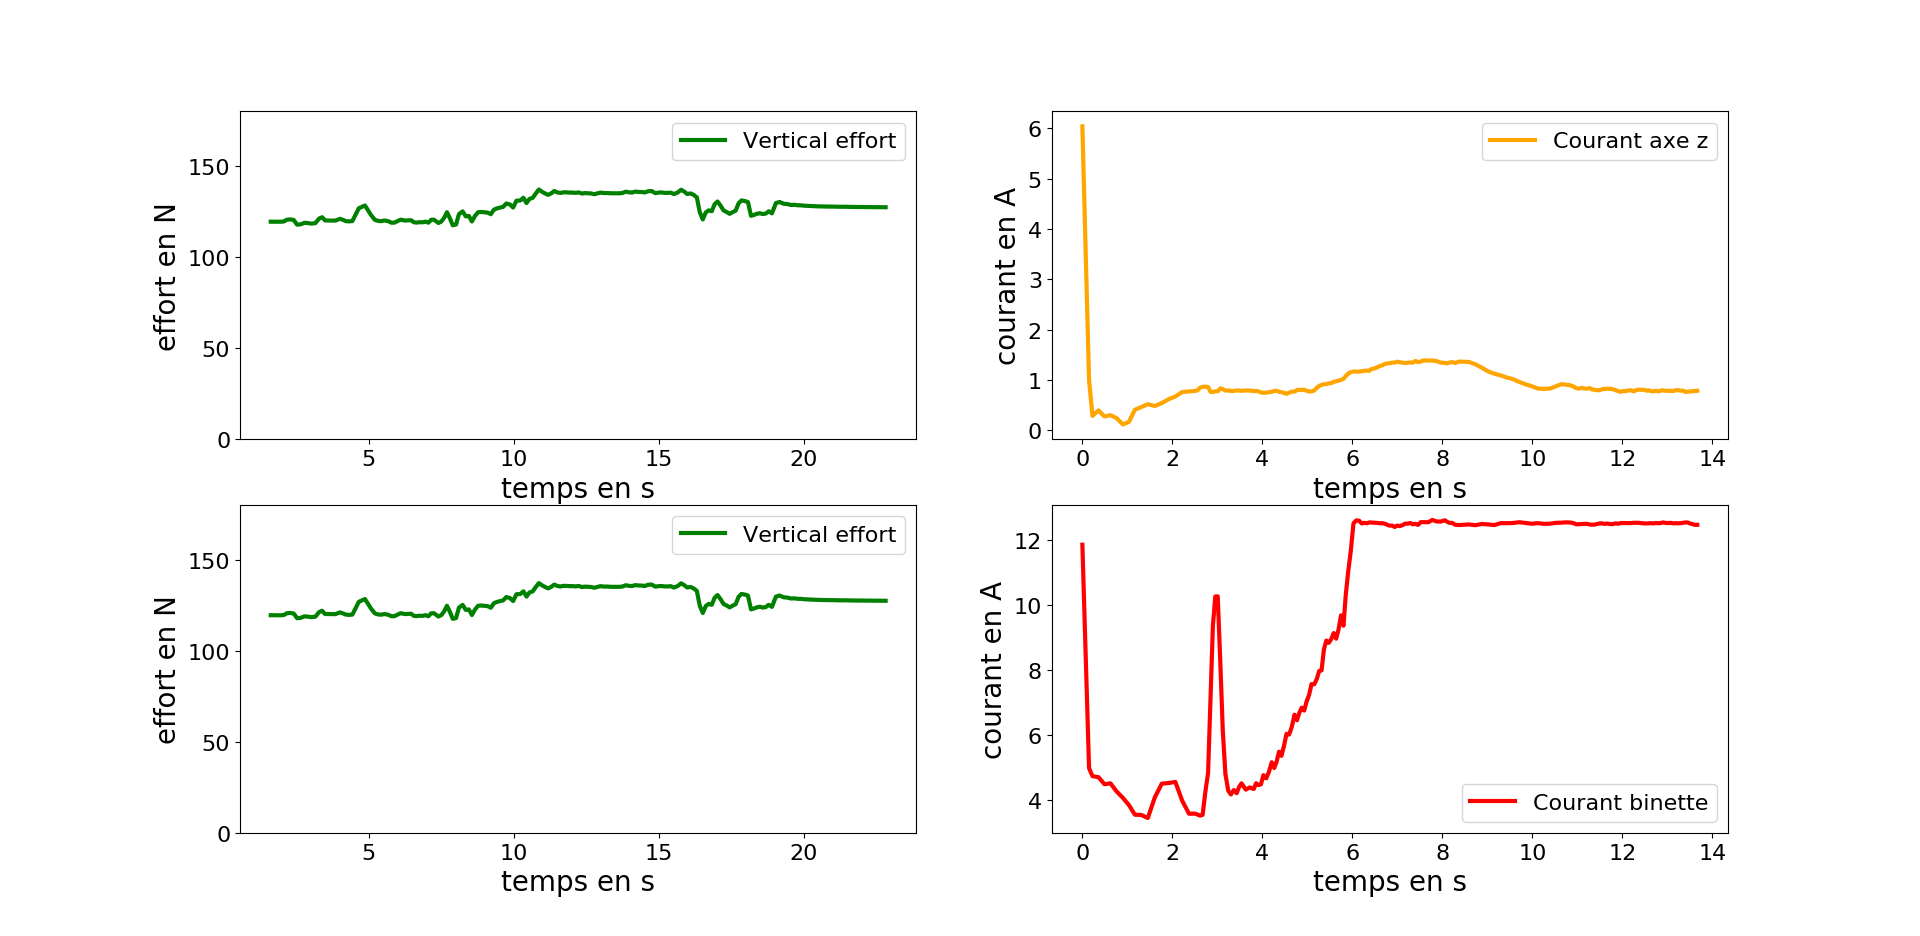 Vertical effort
effort en N
150
100
50
0
5 10 15 20
temps en s
Courant axe z
courant en A
6
5
4
3
2
1
0
0 2 4 6 8 10 12 14
temps en s
Vertical effort
effort en N
150
100
50
0
5 10 15 20
temps en s
courant en A
12
10
8
6
4
Courant binette
0 2 4 6 8 10 12 14
temps en s